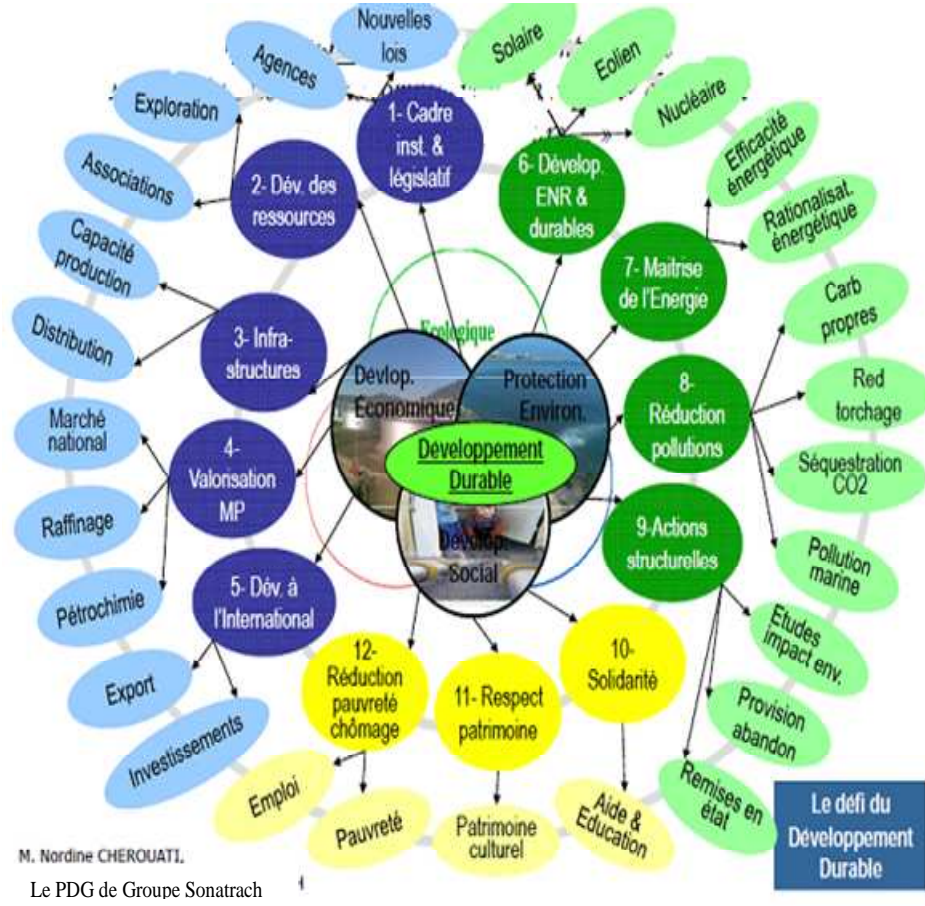 Nouvelles
lois
Agences
Exploration
Associations
Capacité
production
Distribution
Marché
national
Raffinage
Pétrochimie
Export
Investissements
1- Cadre
inst. &
législatif
2- Dév. des
ressources
3- Infra-
structures
4-
Valorisation
MP
5- Dév. à
l'International
Solaire
Eolien
Nucléaire
Efficacité
énergétique
Rationalisat.
énergétique
Carb
propres
Red
torchage
Séquestration
CO2
Pollution
marine
Etudes
impact env.
Provision
abandon
Remises en
état
6- Dévelop.
ENR &
durables
7- Maitrise
de l'Energie
8-
Réduction
pollutions
9-Actions
structurelles
Ecologique
Devlop.
Économique
Protection
Environ.
Développement
Durable
Dévelop.
Social
10-
Solidarité
11- Respect
patrimoine
12-
Réduction
pauvreté
chômage
Emploi
Pauvreté
Patrimoine
culturel
Aide &
Education
Le défi du
Développement
Durable
M. Nordine CHEROUATI,
Le PDG de Groupe Sonatrach